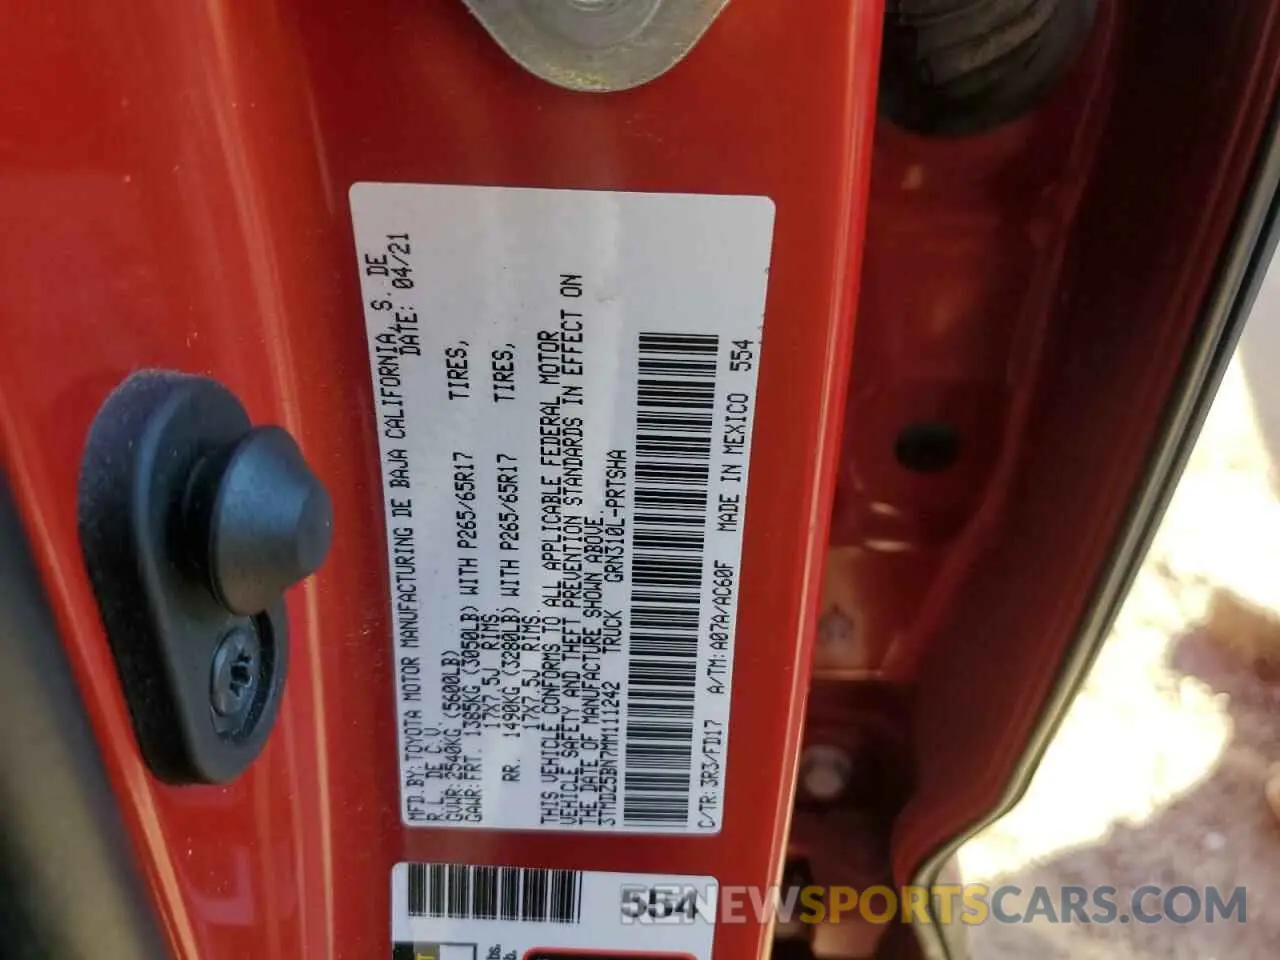 MFD.BY: TOYOTA MOTOR MANUFACTURING DE BAJA CALIFORNIA, S. DE
R.L. DE C.V. DATE: 04/21
GVWR: 2540KG (5600LB)
GAWR: FRT. 1385KG (3050LB) WITH P265/65R17 TIRES,
17X7.5J RIMS,
RR. 1490KG (3280LB) WITH P265/65R17 TIRES,
17X7.5J RIMS.
THIS VEHICLE CONFORMS TO ALL APPLICABLE FEDERAL MOTOR
VEHICLE SAFETY AND THEFT PREVENTION STANDARDS IN EFFECT ON
THE DATE OF MANUFACTURE SHOWN ABOVE.
3TMDZ5BN7MM111242 TRUCK GRN310L-PRTSHA
C/TR: 3R3/FD17 A/TM: A07A/AC60F MADE IN MEXICO 554
554
NEWSPORTSCARS.COM